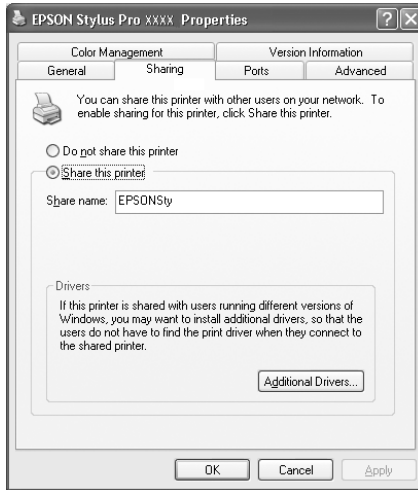 EPSON Stylus Pro XXXX Properties
Color Management Version Information
General Sharing Ports Advanced
You can share this printer with other users on your network. To
enable sharing for this printer, click Share this printer.
Do not share this printer
Share this printer
Share name: EPSONSty
Drivers
If this printer is shared with users running different versions of
Windows, you may want to install additional drivers, so that the
users do not have to find the print driver when they connect to
the shared printer.
Additional Drivers...
OK Cancel Apply